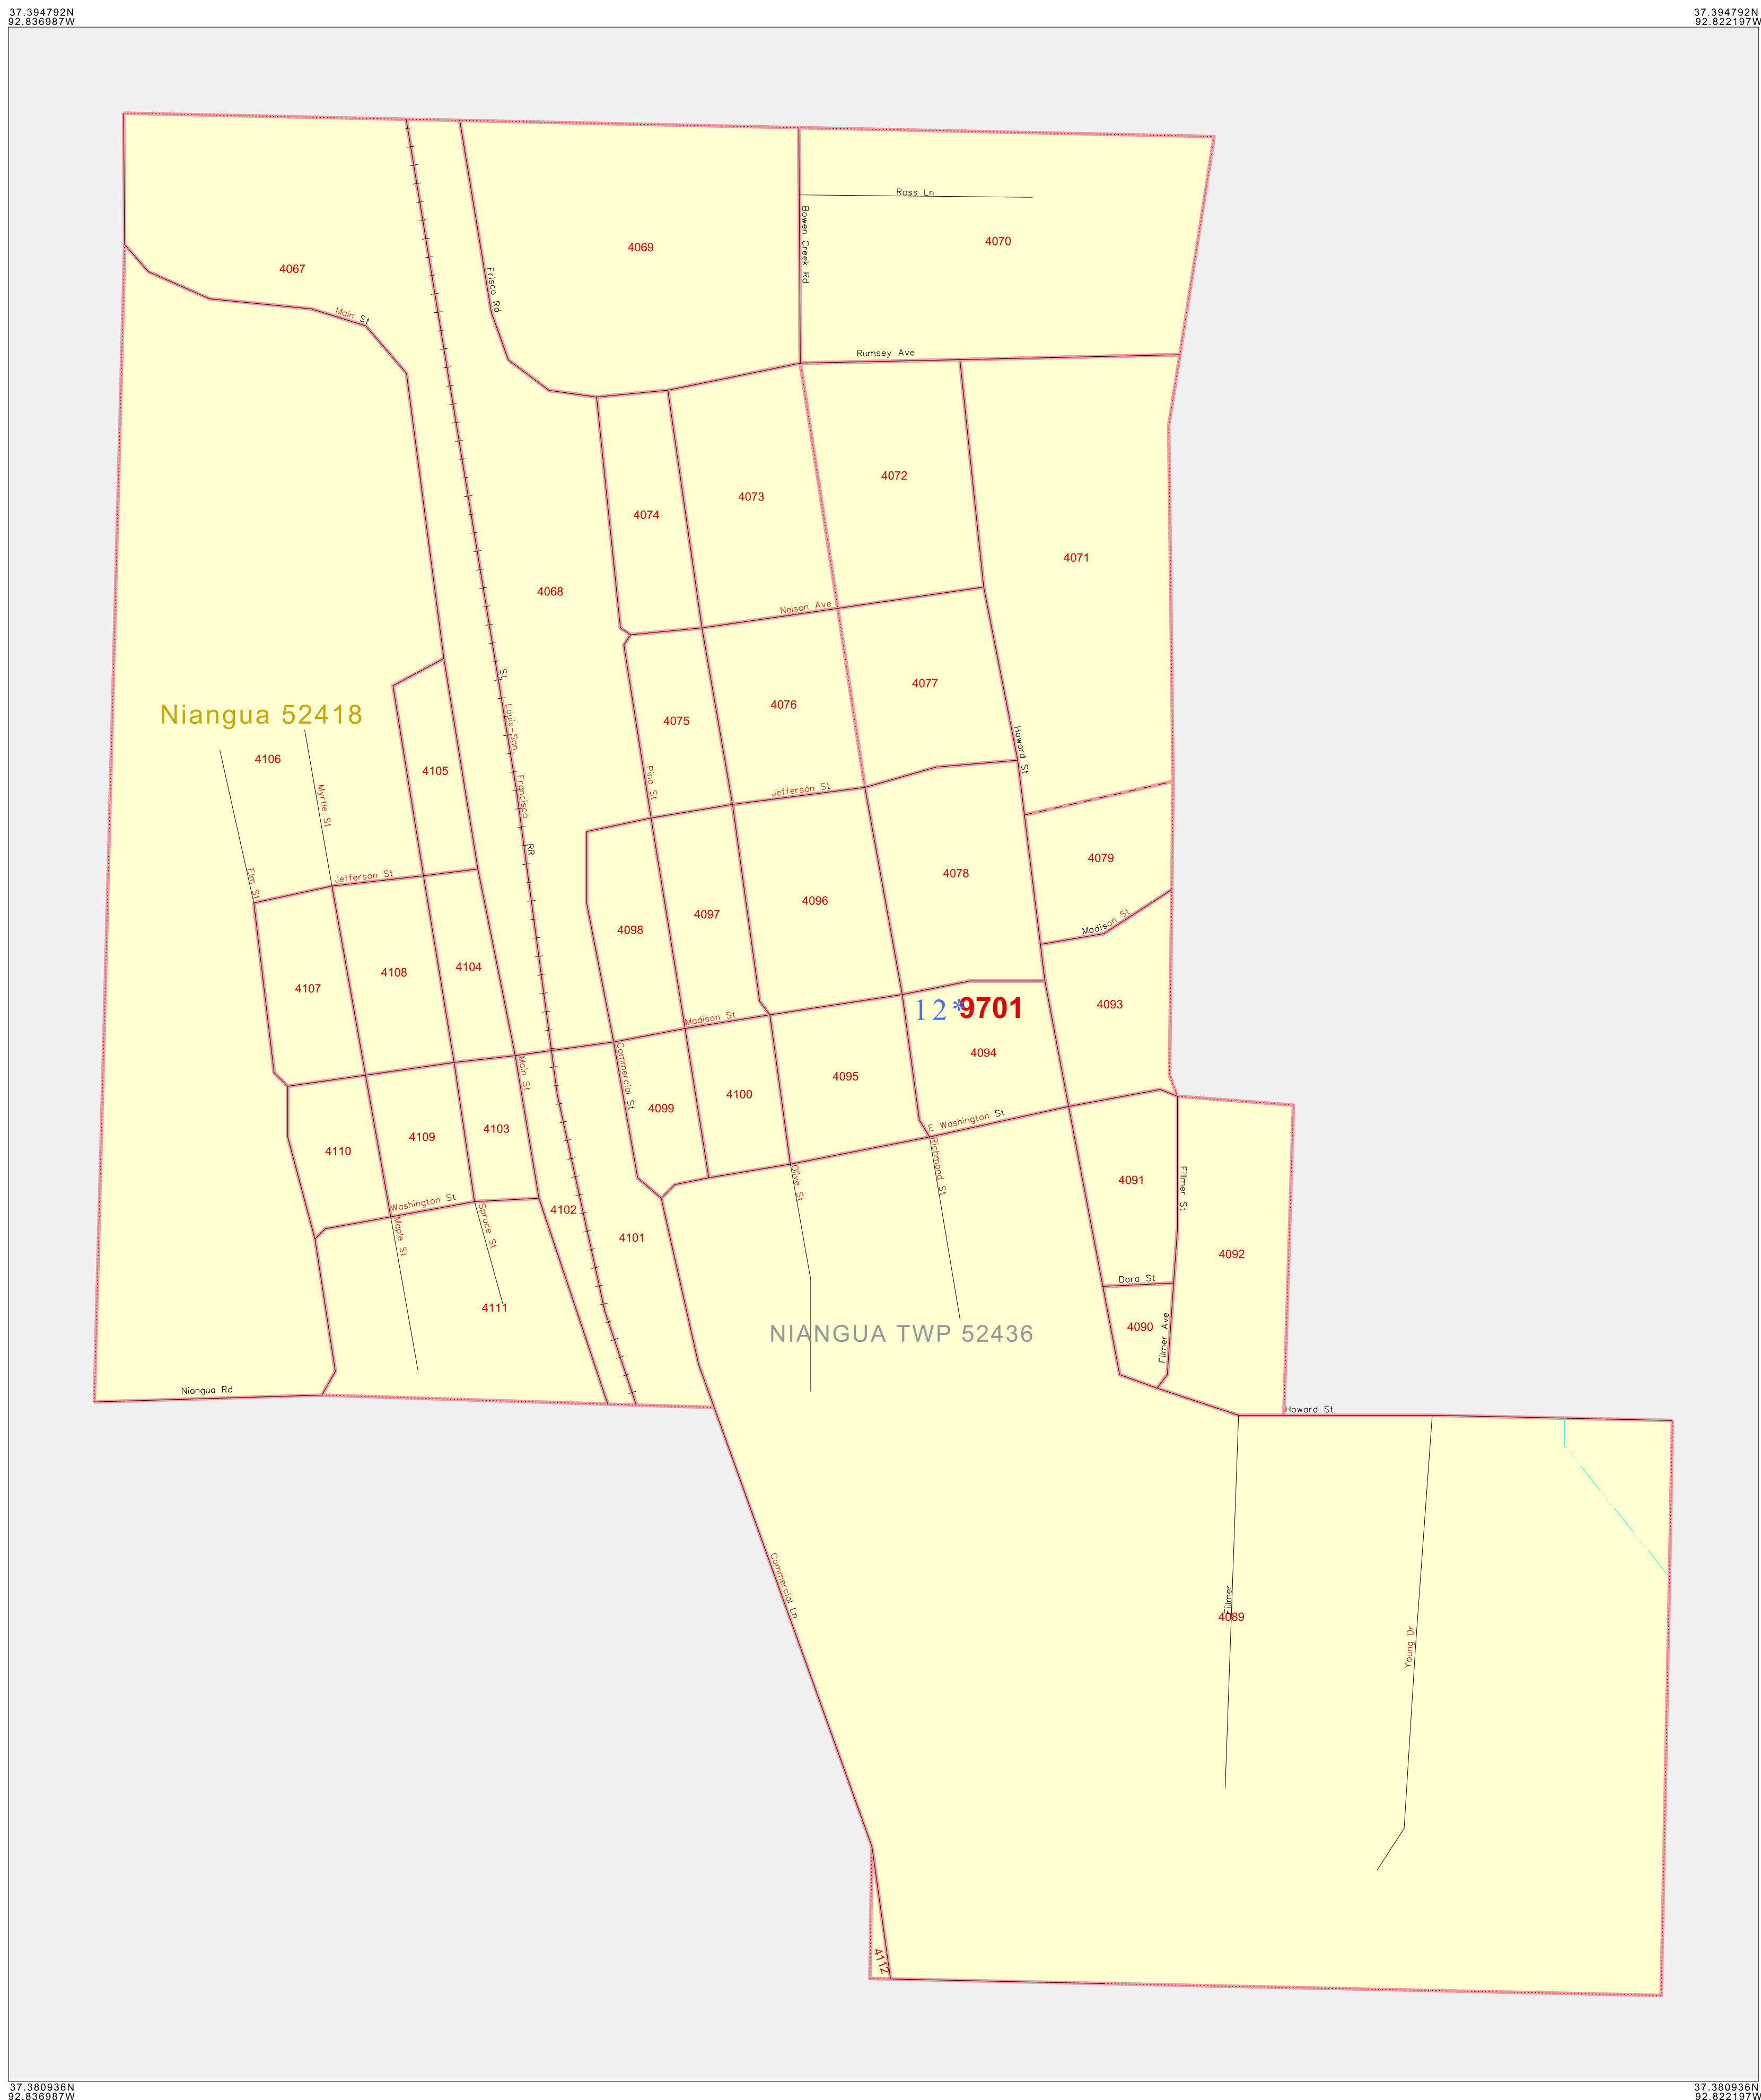 37.394792N
92.836987W
37.394792N
92.822197W
Ross Ln
Bowen Creek Rd
4070
4069
4067
Frisco Rd
Main St
Rumsey Ave
4072
4073
4074
4071
4068
Nelson Ave
St Louis-San Francisco RR
4077
4076
4075
Niangua 52418
4106
4105
Howard St
Pine St
Myrtle St
Jefferson St
4079
Jefferson St
Elm St
4078
4096
4097
4098
Madison St
4104
4108
4107
4093
12*
9701
Madison St
4094
Main St
Commercial St
4095
4100
4099
E Washington St
4103
4109
4110
Richmond St
Olive St
4091
Fillmer St
Washington St
Maple St
Spruce St
4102
4101
4092
Dora St
4111
4090
Filmer Ave
NIANGUA TWP 52436
Niangua Rd
Howard St
Commercial Ln
Fillmer
4089
Young Dr
4112
37.380936N
92.836987W
37.380936N
92.822197W